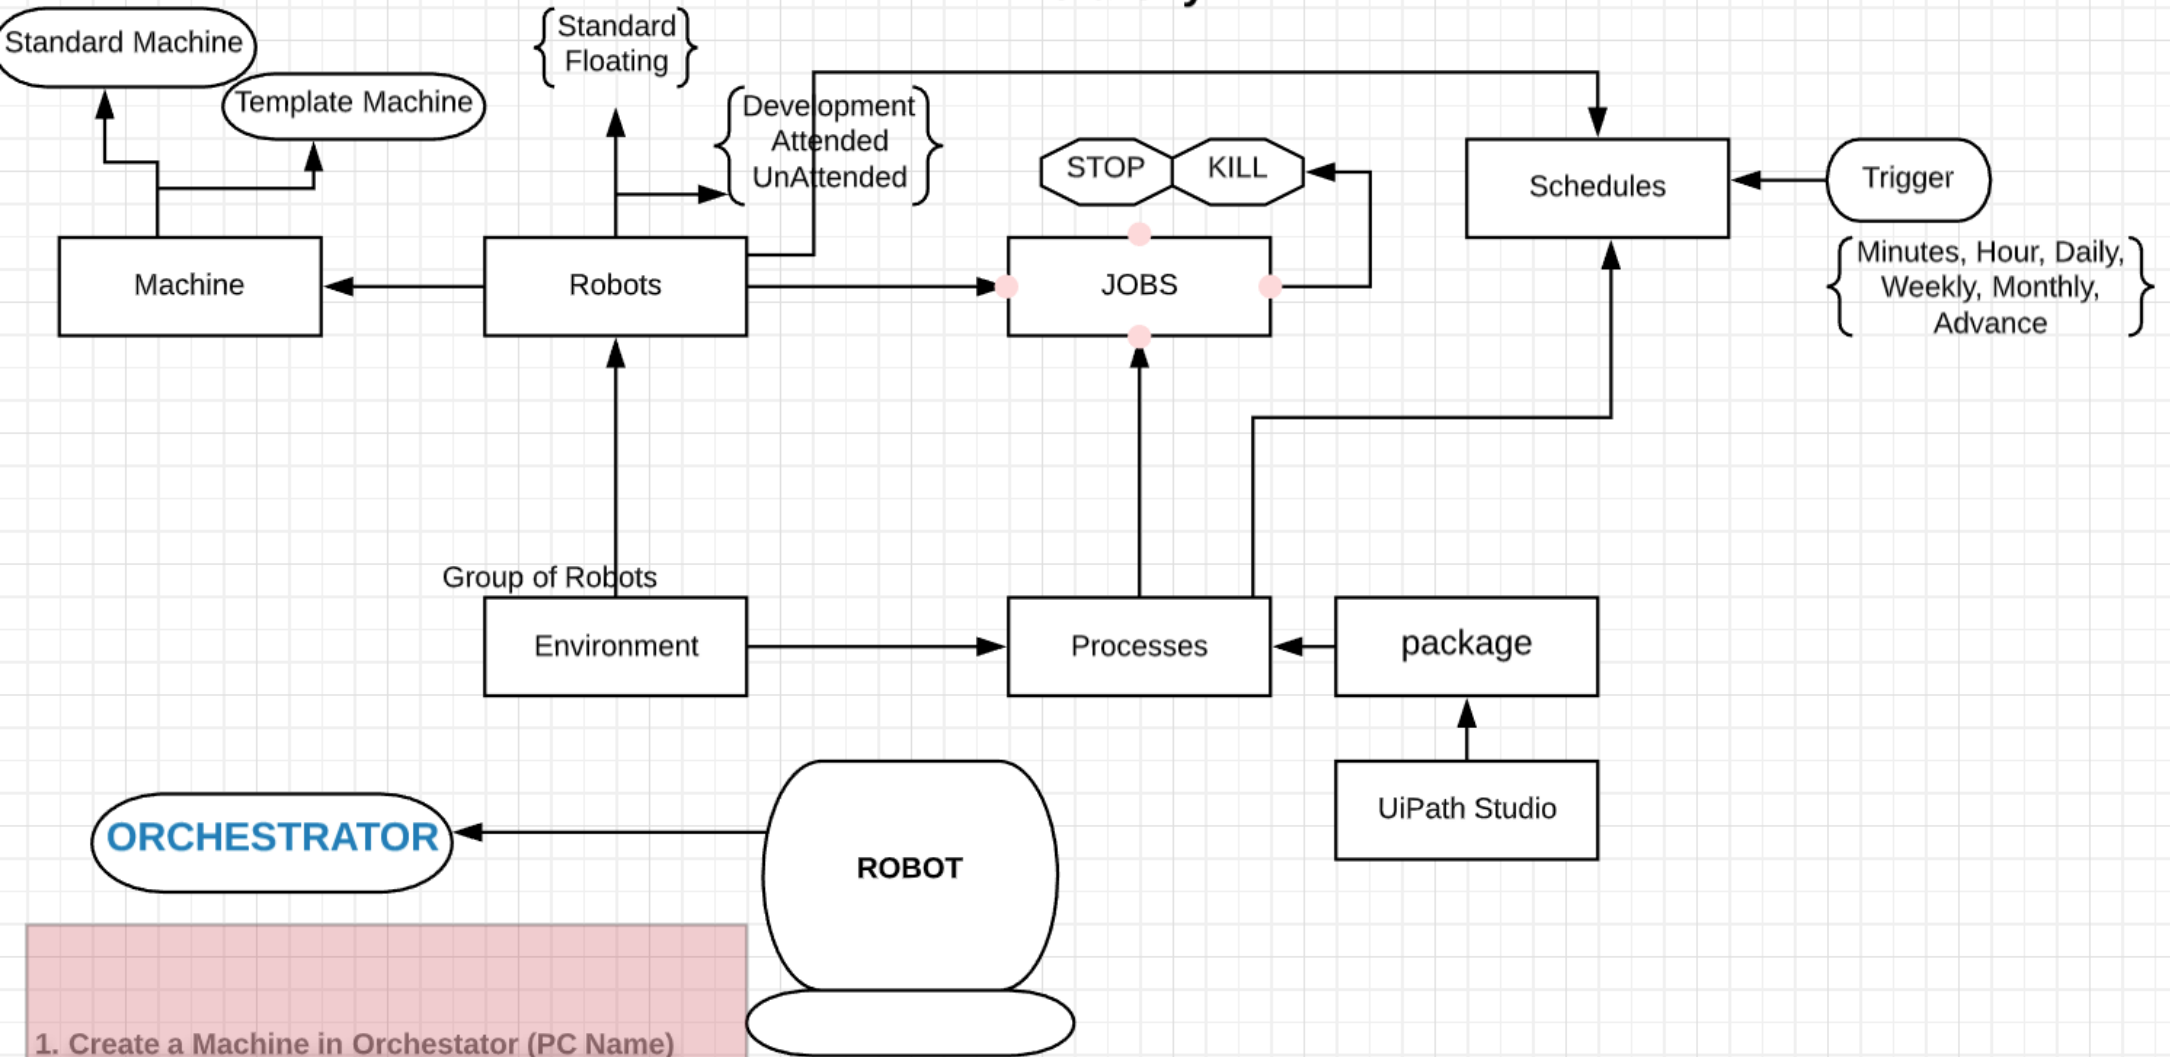 Standard Machine
Template Machine
Standard
Floating
Development
Attended
UnAttended
STOP
KILL
Schedules
Trigger
Minutes, Hour, Daily,
Weekly, Monthly,
Advance
Machine
Robots
JOBS
Group of Robots
Environment
Processes
package
UiPath Studio
ORCHESTRATOR
ROBOT
1. Create a Machine in Orchestator (PC Name)